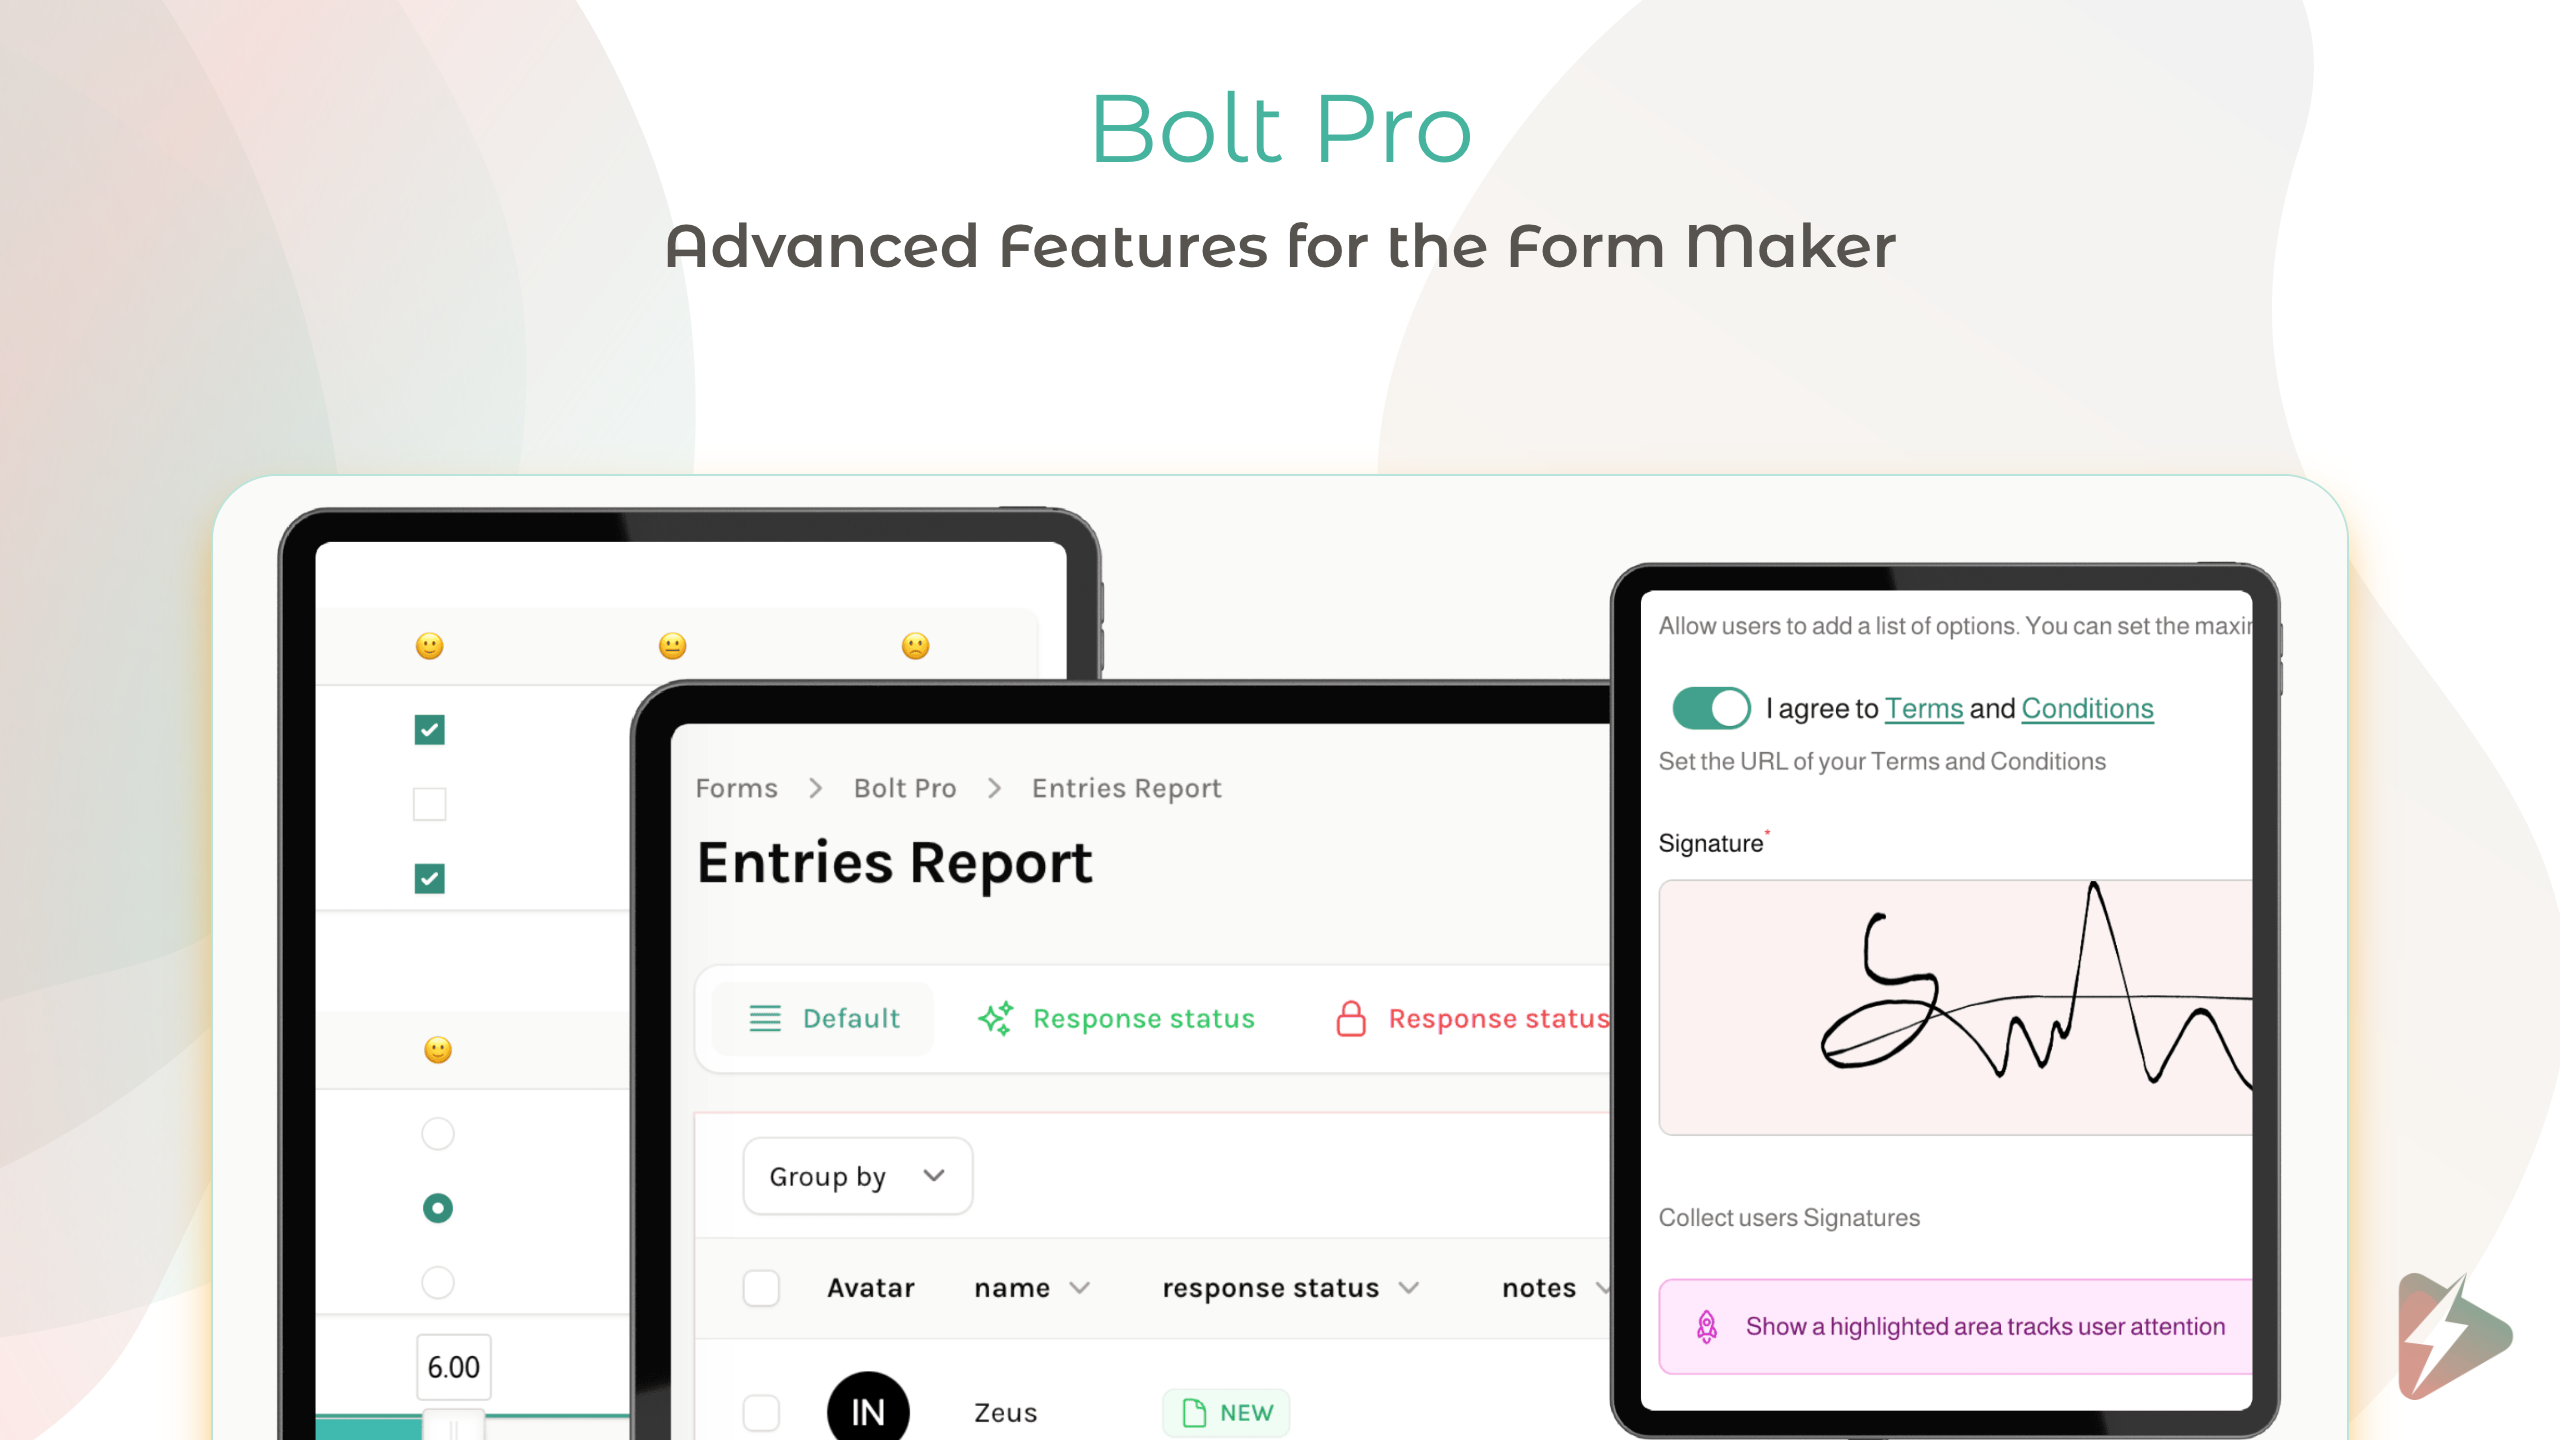 Bolt Pro
Advanced Features for the Form Maker
6.00
Forms > Bolt Pro > Entries Report
Entries Report
Default Response status Response status
Group by
Avatar name response status notes
IN Zeus NEW
Allow users to add a list of options. You can set the
I agree to Terms and Conditions
Set the URL of your Terms and Conditions
Signature*
Collect users Signatures
Show a highlighted area tracks user attention